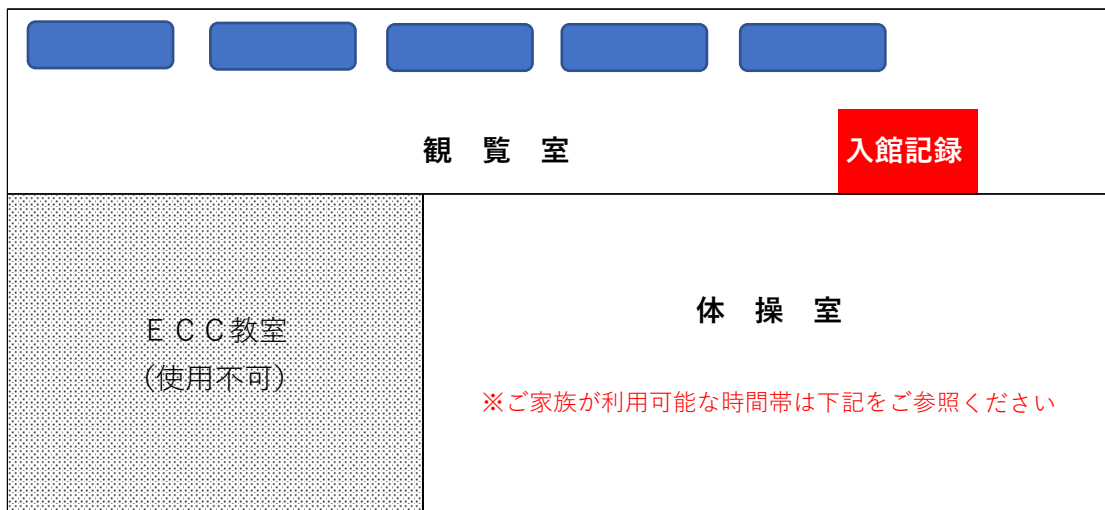 観 覧 室
入館記録
ECC教室
(使用不可)
体 操 室
※ご家族が利用可能な時間帯は下記をご参照ください